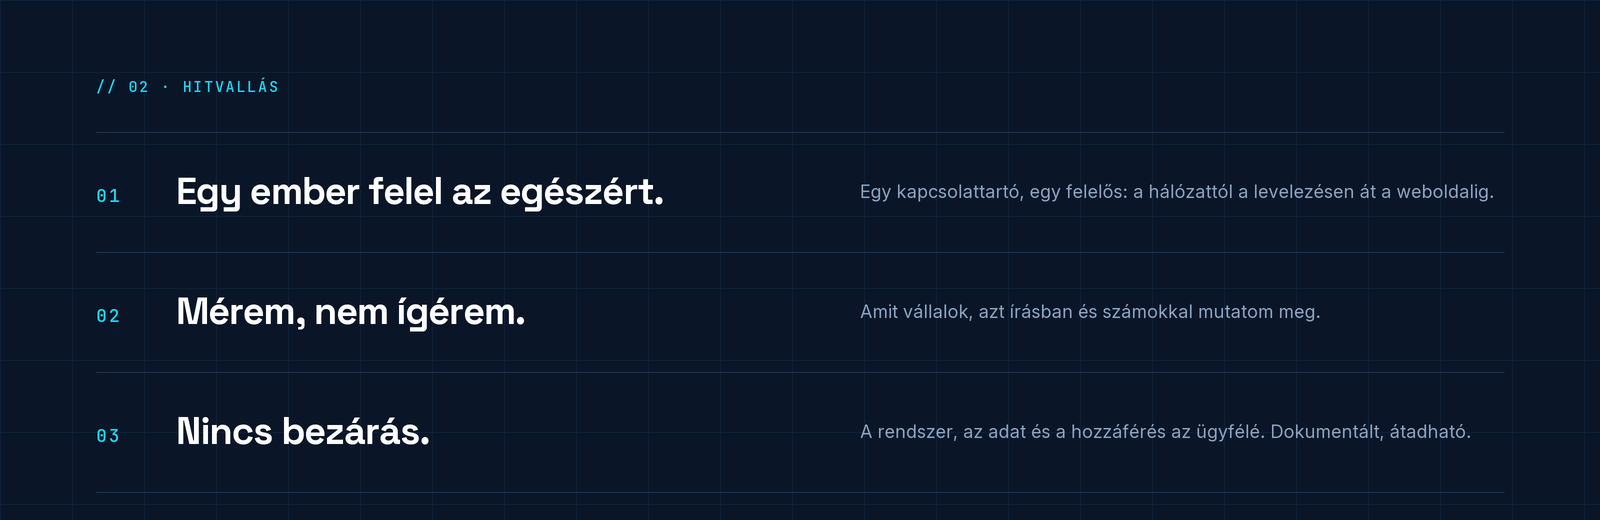 // 02 · HITVALLÁS
01 Egy ember felel az egészért. Egy kapcsolattartó, egy felelős: a hálózattól a levelezésen át a weboldalig.
02 Mérem, nem ígérem. Amit vállalok, azt írásban és számokkal mutatom meg.
03 Nincs bezárás. A rendszer, az adat és a hozzáférés az ügyfélé. Dokumentált, átadható.